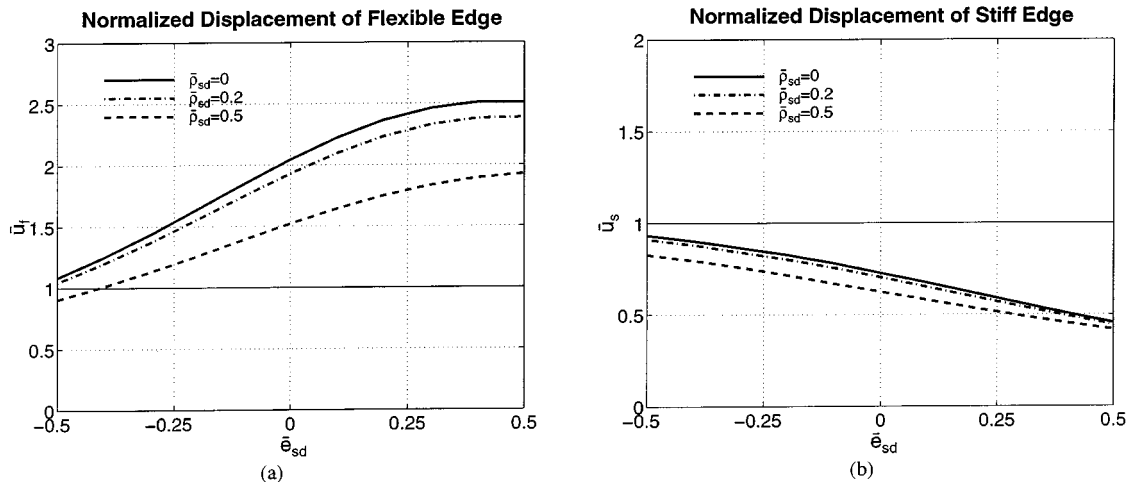 Normalized Displacement of Flexible Edge
3
2.5
2
1.5
1
0.5
0
ūf
ρ̄sd=0
ρ̄sd=0.2
ρ̄sd=0.5
−0.5
−0.25
0
0.25
0.5
ēsd
(a)
Normalized Displacement of Stiff Edge
2
1.5
1
0.5
0
ūs
ρ̄sd=0
ρ̄sd=0.2
ρ̄sd=0.5
−0.5
−0.25
0
0.25
0.5
ēsd
(b)